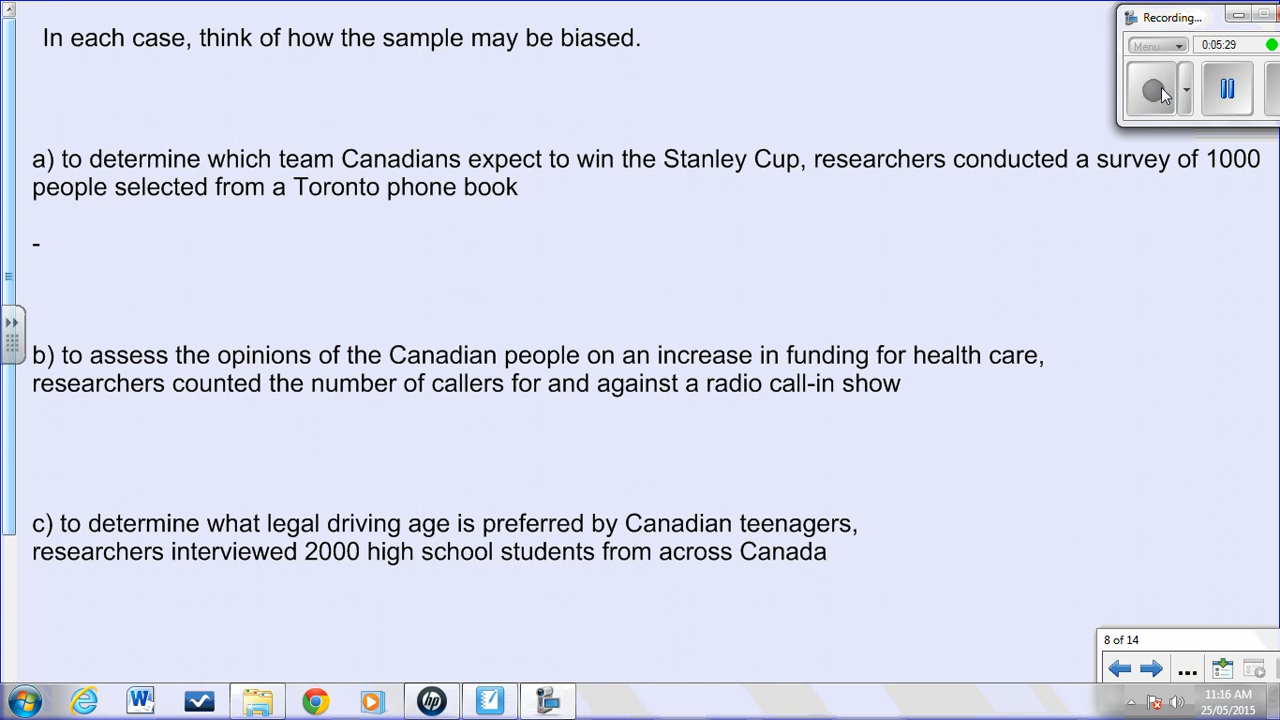 In each case, think of how the sample may be biased.
Recording...
Menu
0:05:29
a) to determine which team Canadians expect to win the Stanley Cup, researchers conducted a survey of 1000
people selected from a Toronto phone book
-
b) to assess the opinions of the Canadian people on an increase in funding for health care,
researchers counted the number of callers for and against a radio call-in show
c) to determine what legal driving age is preferred by Canadian teenagers,
researchers interviewed 2000 high school students from across Canada
8 of 14
...
W
hp
11:16 AM
25/05/2015